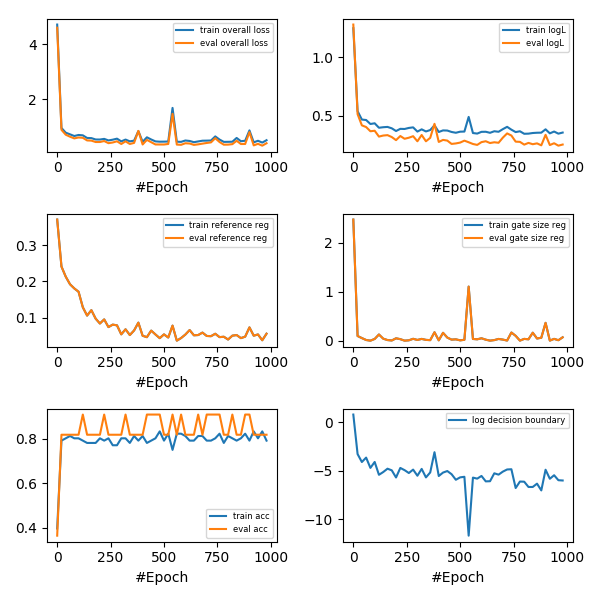 train overall loss
eval overall loss
4
2
0
250
500
750
1000
#Epoch
train logL
eval logL
1.0
0.5
0
250
500
750
1000
#Epoch
train reference reg
eval reference reg
0.3
0.2
0.1
0
250
500
750
1000
#Epoch
train gate size reg
eval gate size reg
2
1
0
0
250
500
750
1000
#Epoch
0.8
0.6
0.4
train acc
eval acc
0
250
500
750
1000
#Epoch
log decision boundary
0
−5
−10
0
250
500
750
1000
#Epoch